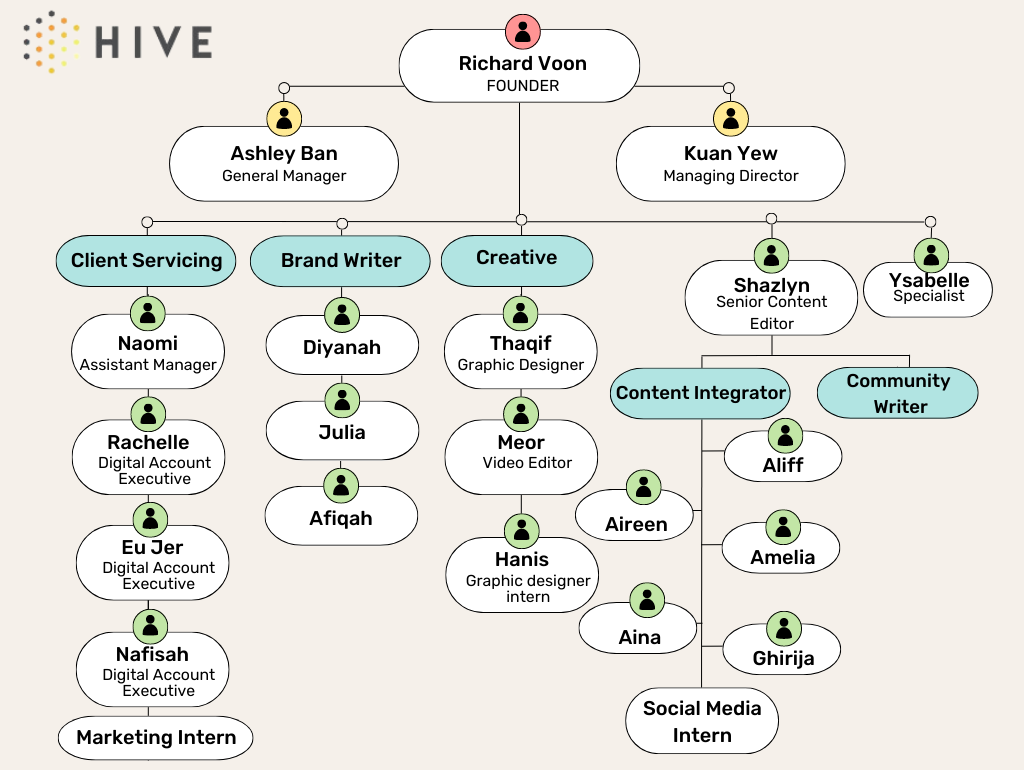 HIVE
Richard Voon
FOUNDER
Ashley Ban
General Manager
Kuan Yew
Managing Director
Client Servicing
Naomi
Assistant Manager
Rachelle
Digital Account
Executive
Eu Jer
Digital Account
Executive
Nafisah
Digital Account
Executive
Marketing Intern
Brand Writer
Diyanah
Julia
Afiqah
Creative
Thaqif
Graphic Designer
Meor
Video Editor
Hanis
Graphic designer
intern
Shazlyn
Senior Content
Editor
Ysabelle
Specialist
Content Integrator
Community
Writer
Aliff
Aireen
Amelia
Aina
Ghirija
Social Media
Intern